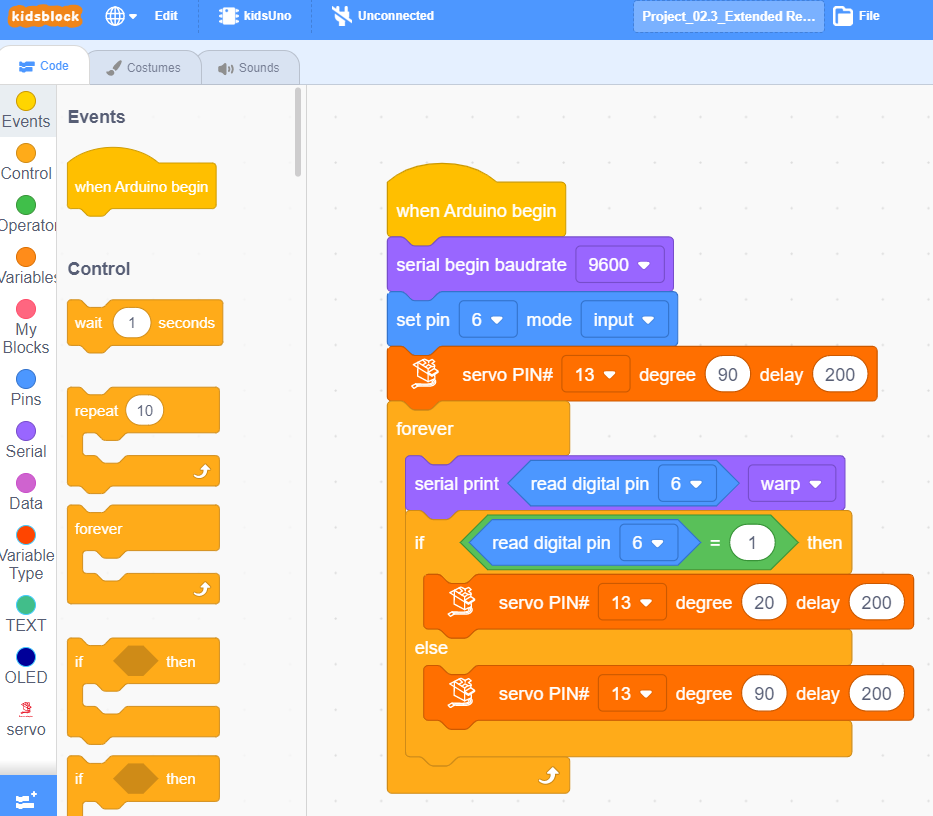 kidsblock Edit kidsUno Unconnected Project_02.3_Extended Re... File
Code Costumes Sounds
Events
Control
Operator
Variables
My
Blocks
Pins
Serial
Data
Variable
Type
TEXT
OLED
servo
Events
when Arduino begin
Control
wait 1 seconds
repeat 10
forever
if then
if then
when Arduino begin
serial begin baudrate 9600
set pin 6 mode input
servo PIN# 13 degree 90 delay 200
forever
serial print read digital pin 6 warp
if read digital pin 6 = 1 then
servo PIN# 13 degree 20 delay 200
else
servo PIN# 13 degree 90 delay 200